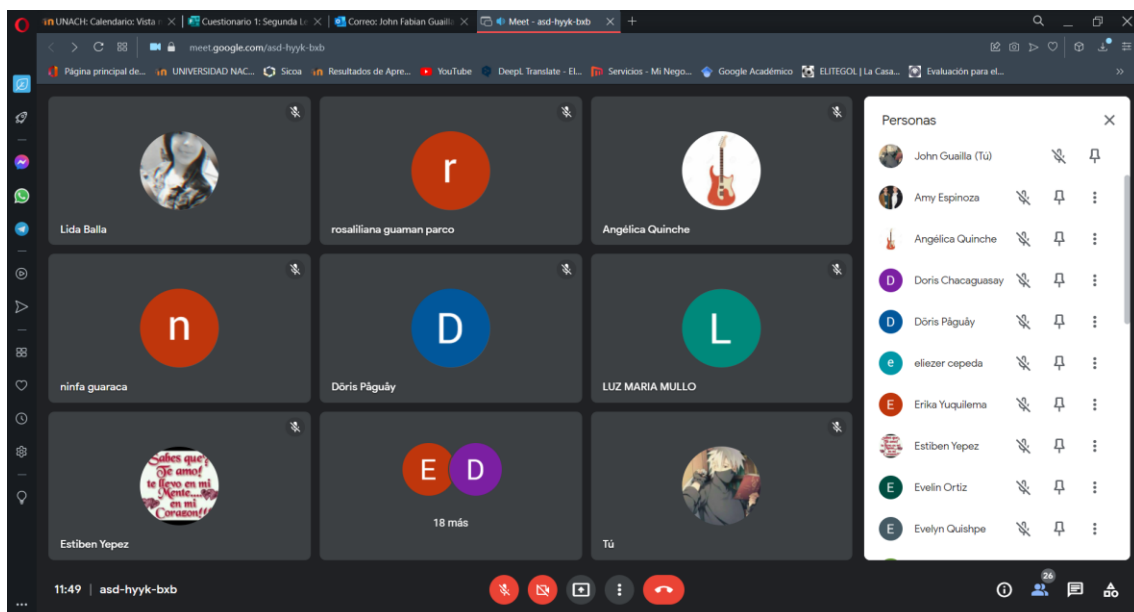 UNACH: Calendario: Vista
Cuestionario 1: Segunda Le
Correo: John Fabian Guailla
Meet - asd-hyyk-bxb
meet.google.com/asd-hyyk-bxb
Página principal de...
UNIVERSIDAD NAC...
Sicoa
Resultados de Apre...
YouTube
DeepL Translate - El...
Servicios - Mi Nego...
Google Académico
ELITEGOL | La Casa...
Evaluación para el...
Lida Balla
r
rosaliliana guaman parco
Angélica Quinche
n
ninfa guaraca
D
Döris Pâguây
L
LUZ MARIA MULLO
Sabes que?
Te amo!
te llevo en mi
Mente....
en mi
Corazon!!
Estiben Yepez
E D
18 más
Tú
Personas
John Guailla (Tú)
Amy Espinoza
Angélica Quinche
D Doris Chacaguasay
D Döris Pâguây
e eliezer cepeda
E Erika Yuquilema
Estiben Yepez
E Evelin Ortiz
E Evelyn Quishpe
11:49 | asd-hyyk-bxb
26